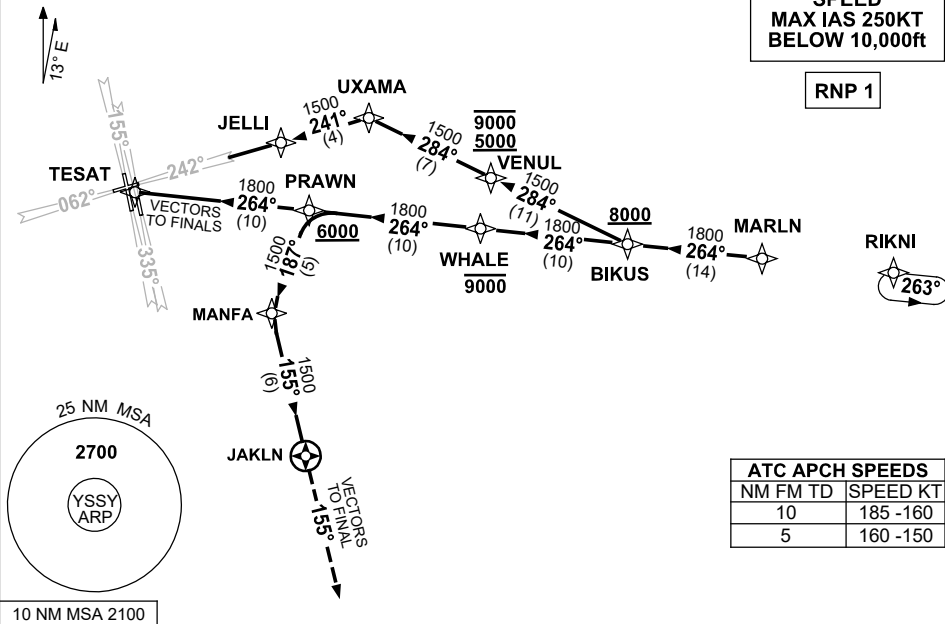 SPEED
MAX IAS 250KT
BELOW 10,000ft
RNP 1
13° E
UXAMA
JELLI
1500
241°
(4)
1500
284°
(7)
9000
5000
VENUL
1500
284°
(11)
155°
242°
062°
335°
TESAT
VECTORS
TO FINALS
1800
264°
(10)
PRAWN
6000
1800
264°
(10)
WHALE
9000
1800
264°
(10)
8000
BIKUS
1800
264°
(14)
MARLN
RIKNI
263°
1500
187°
(5)
MANFA
1500
155°
(6)
JAKLN
VECTORS
TO FINAL
155°
25 NM MSA
2700
YSSY
ARP
10 NM MSA 2100
ATC APCH SPEEDS
NM FM TD SPEED KT
10 185 -160
5 160 -150